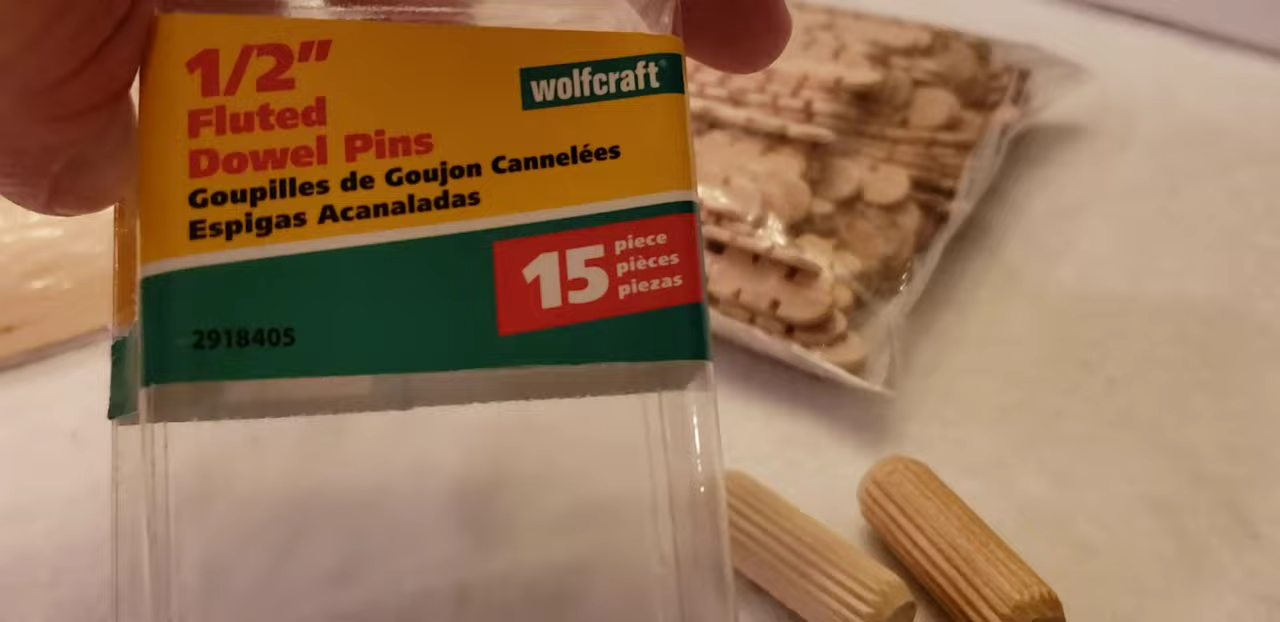 1/2"
Fluted
Dowel Pins
Goupilles de Goujon Cannelées
Espigas Acanaladas
wolfcraft®
15
piece
pièces
piezas
2918405